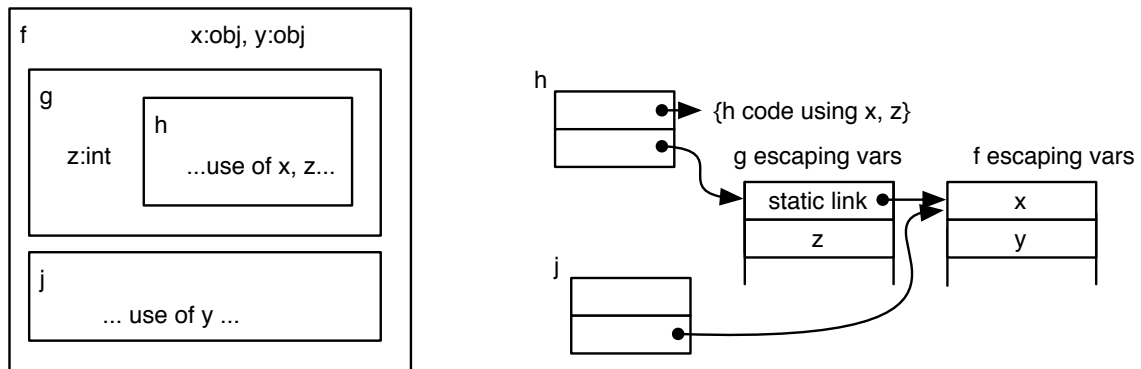 f
x:obj, y:obj
g
h
z:int
...use of x, z...
j
... use of y ...
h
{h code using x, z}
g escaping vars
f escaping vars
static link
x
z
y
j